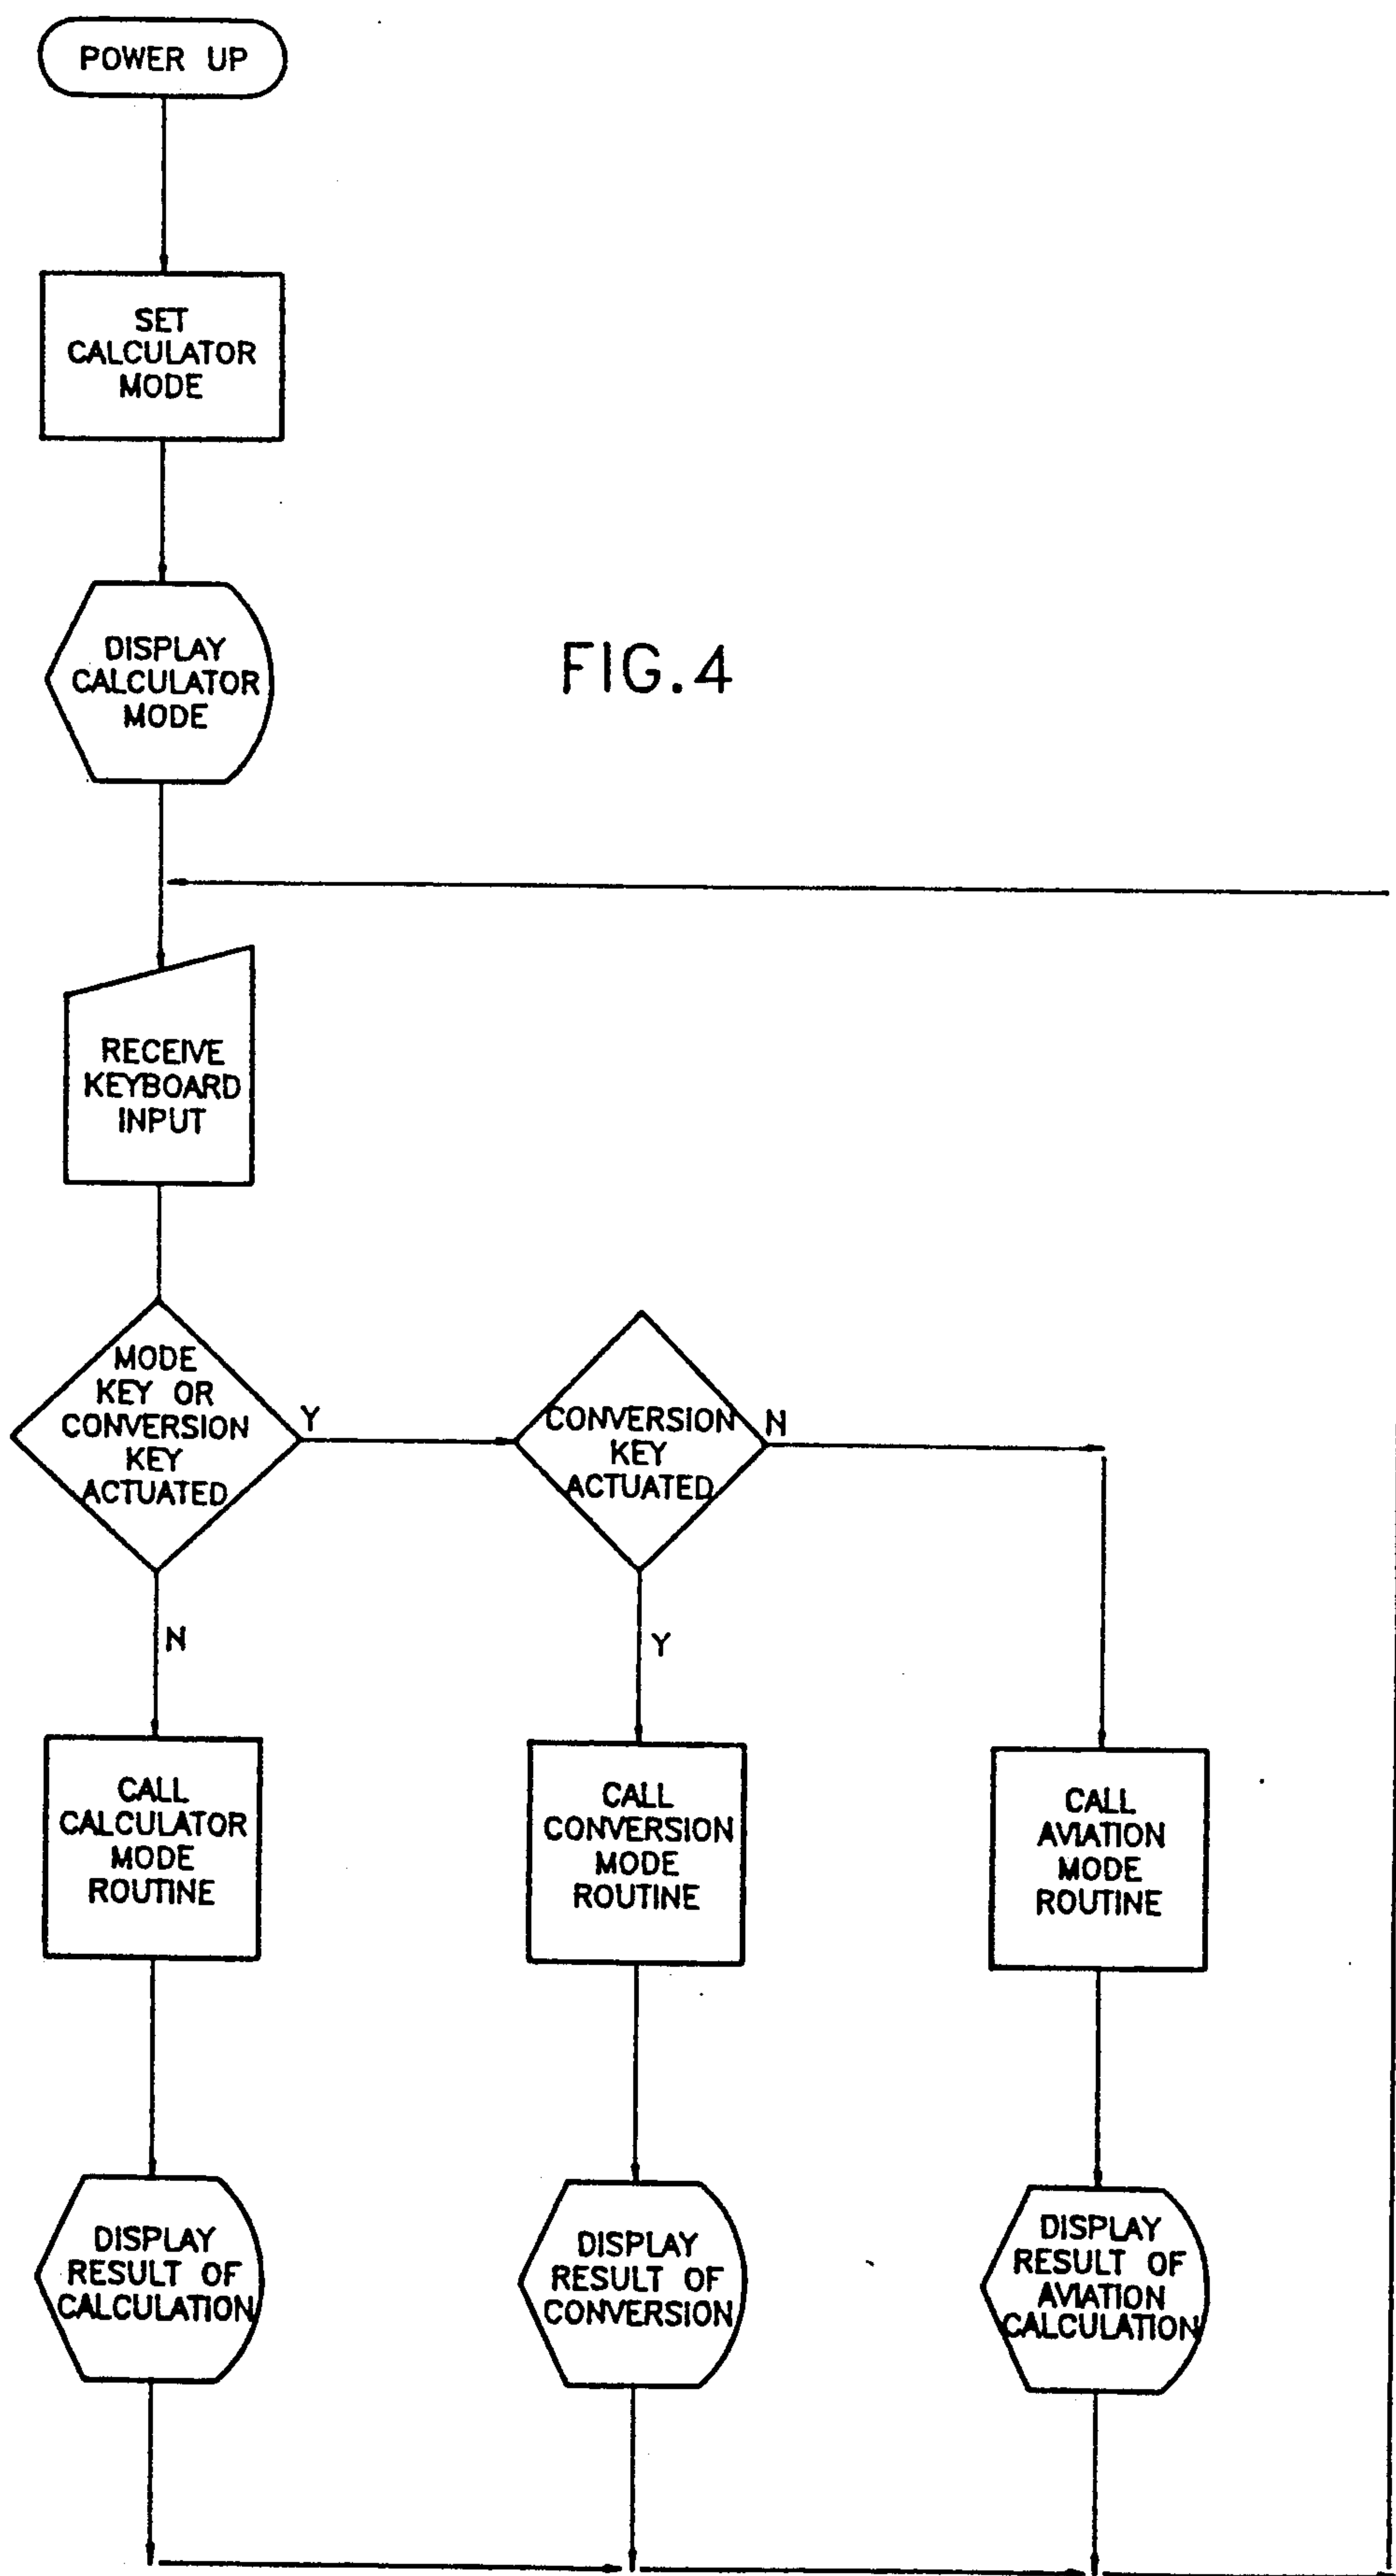 POWER UP
SET
CALCULATOR
MODE
DISPLAY
CALCULATOR
MODE
FIG.4
RECEIVE
KEYBOARD
INPUT
MODE
KEY OR
CONVERSION
KEY
ACTUATED
Y
CONVERSION
KEY
ACTUATED
N
N
Y
CALL
CALCULATOR
MODE
ROUTINE
CALL
CONVERSION
MODE
ROUTINE
CALL
AVIATION
MODE
ROUTINE
DISPLAY
RESULT OF
CALCULATION
DISPLAY
RESULT OF
CONVERSION
DISPLAY
RESULT OF
AVIATION
CALCULATION